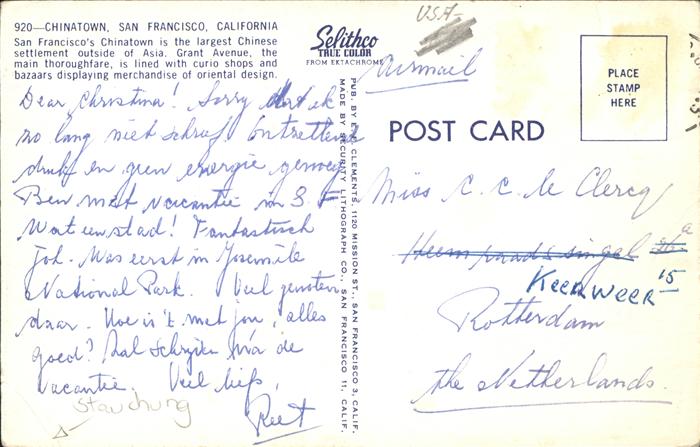 920—CHINATOWN, SAN FRANCISCO, CALIFORNIA
San Francisco's Chinatown is the largest Chinese
settlement outside of Asia. Grant Avenue, the
main thoroughfare, is lined with curio shops and
bazaars displaying merchandise of oriental design.
Selithco
TRUE COLOR
FROM EKTACHROME
USA
Airmail
PLACE
STAMP
HERE
POST CARD
Dear Christina! Sorry dat ik
zo lang niet schreef. Ontzettend
druk en geen energie genoeg
Ben met vacantie in S. F
Wat een stad! Fantastisch
joh. Was eerst in Yosemite
National Park. Veel genoten
daar. Hoe is 't met jou, alles
goed? Zal schrijven na de
vacantie. Veel liefs,
Reet
stauchung
PUB. BY FRED CLEMENTS, 1120 MISSION ST., SAN FRANCISCO 3, CALIF.
MADE BY SECURITY LITHOGRAPH CO., SAN FRANCISCO 11, CALIF.
Miss C. C. le Clercq
Heemraadssingel
KEERWEER 15
Rotterdam
the Netherlands.